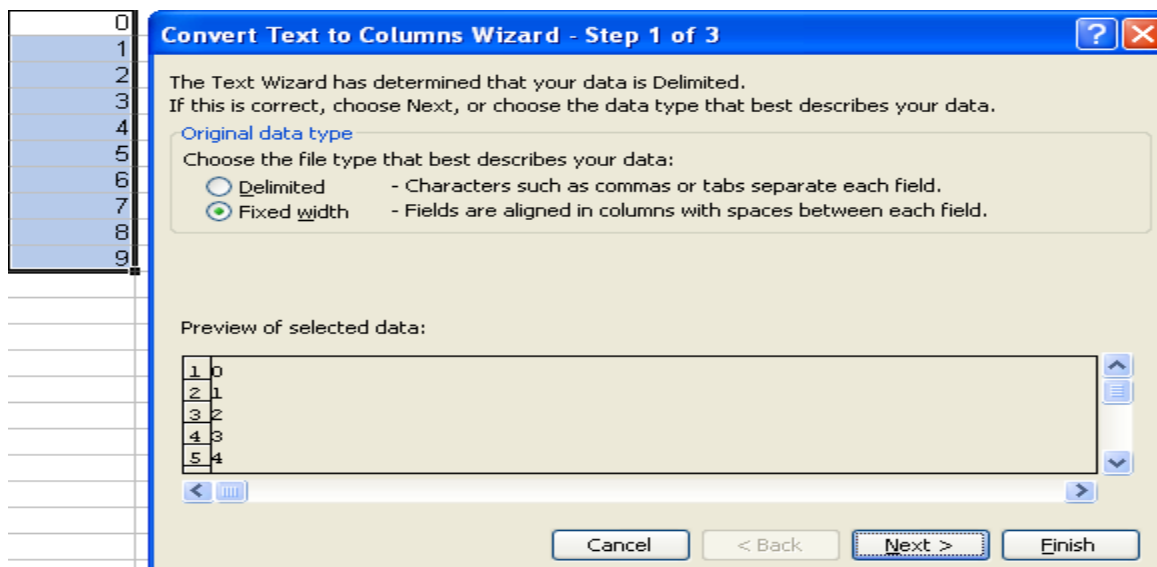 0
1
2
3
4
5
6
7
8
9
Convert Text to Columns Wizard - Step 1 of 3
The Text Wizard has determined that your data is Delimited.
If this is correct, choose Next, or choose the data type that best describes your data.
Original data type
Choose the file type that best describes your data:
Delimited - Characters such as commas or tabs separate each field.
Fixed width - Fields are aligned in columns with spaces between each field.
Preview of selected data:
1 0
2 1
3 2
4 3
5 4
Cancel < Back Next > Finish